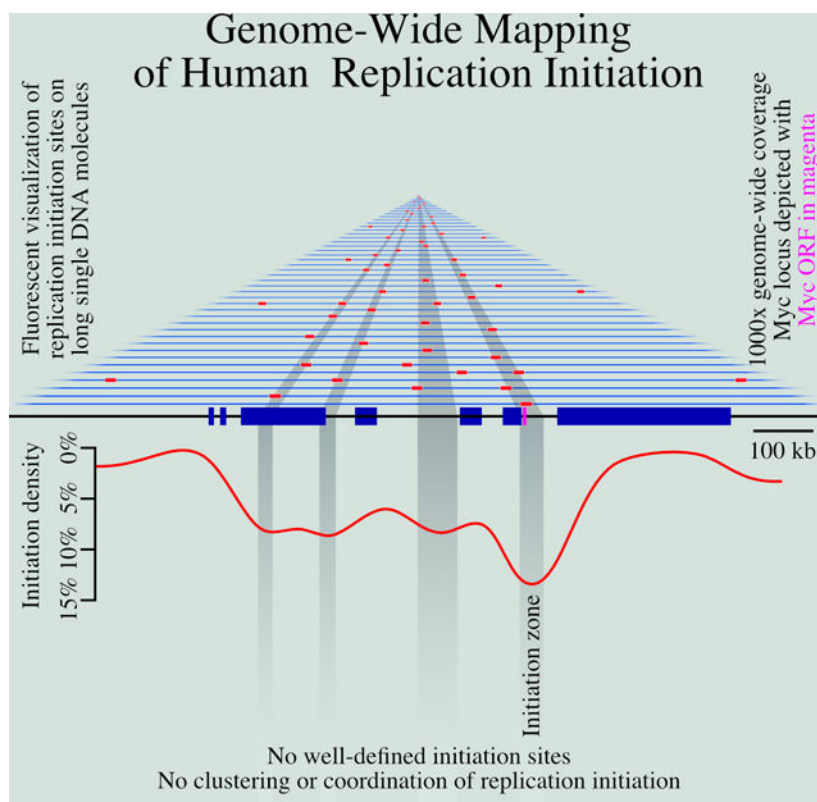 Genome-Wide Mapping
of Human Replication Initiation
Fluorescent visualization of
replication initiation sites on
long single DNA molecules
1000x genome-wide coverage
Myc locus depicted with
Myc ORF in magenta
100 kb
Initiation density
0%
5%
10%
15%
Initiation zone
No well-defined initiation sites
No clustering or coordination of replication initiation